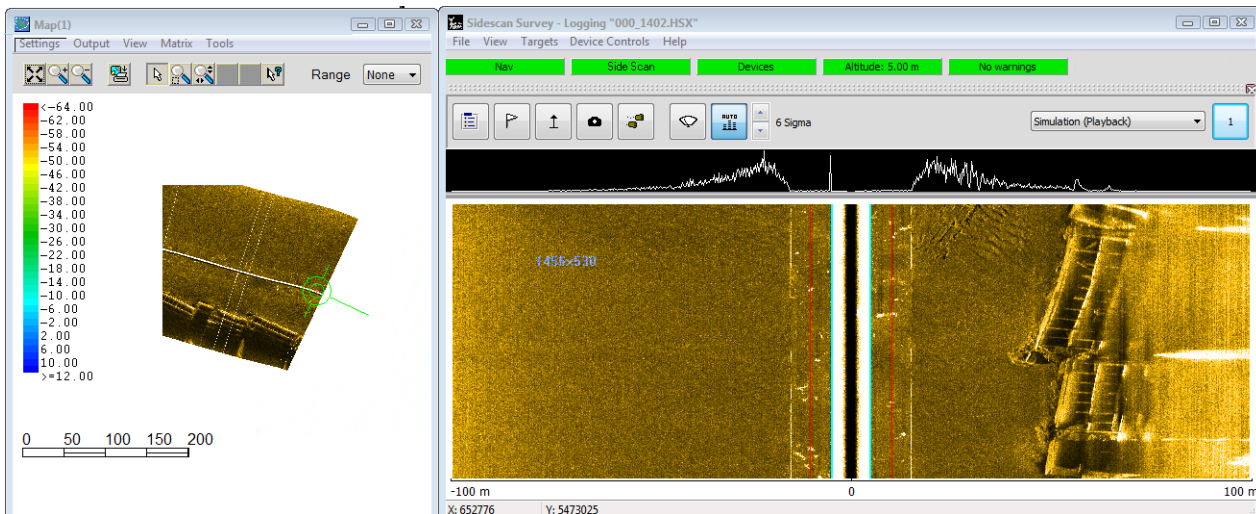 Map(1)
Settings Output View Matrix Tools
Range None
<-64.00
-62.00
-58.00
-54.00
-50.00
-46.00
-42.00
-38.00
-34.00
-30.00
-26.00
-22.00
-18.00
-14.00
-10.00
-6.00
-2.00
2.00
6.00
10.00
>=12.00
0 50 100 150 200
Sidescan Survey - Logging "000_1402.HSX"
File View Targets Device Controls Help
Nav Side Scan Devices Altitude: 5.00 m No warnings
AUTO 6 Sigma Simulation (Playback) 1
1456x530
-100 m 0 100 m
X: 652776 Y: 5473025